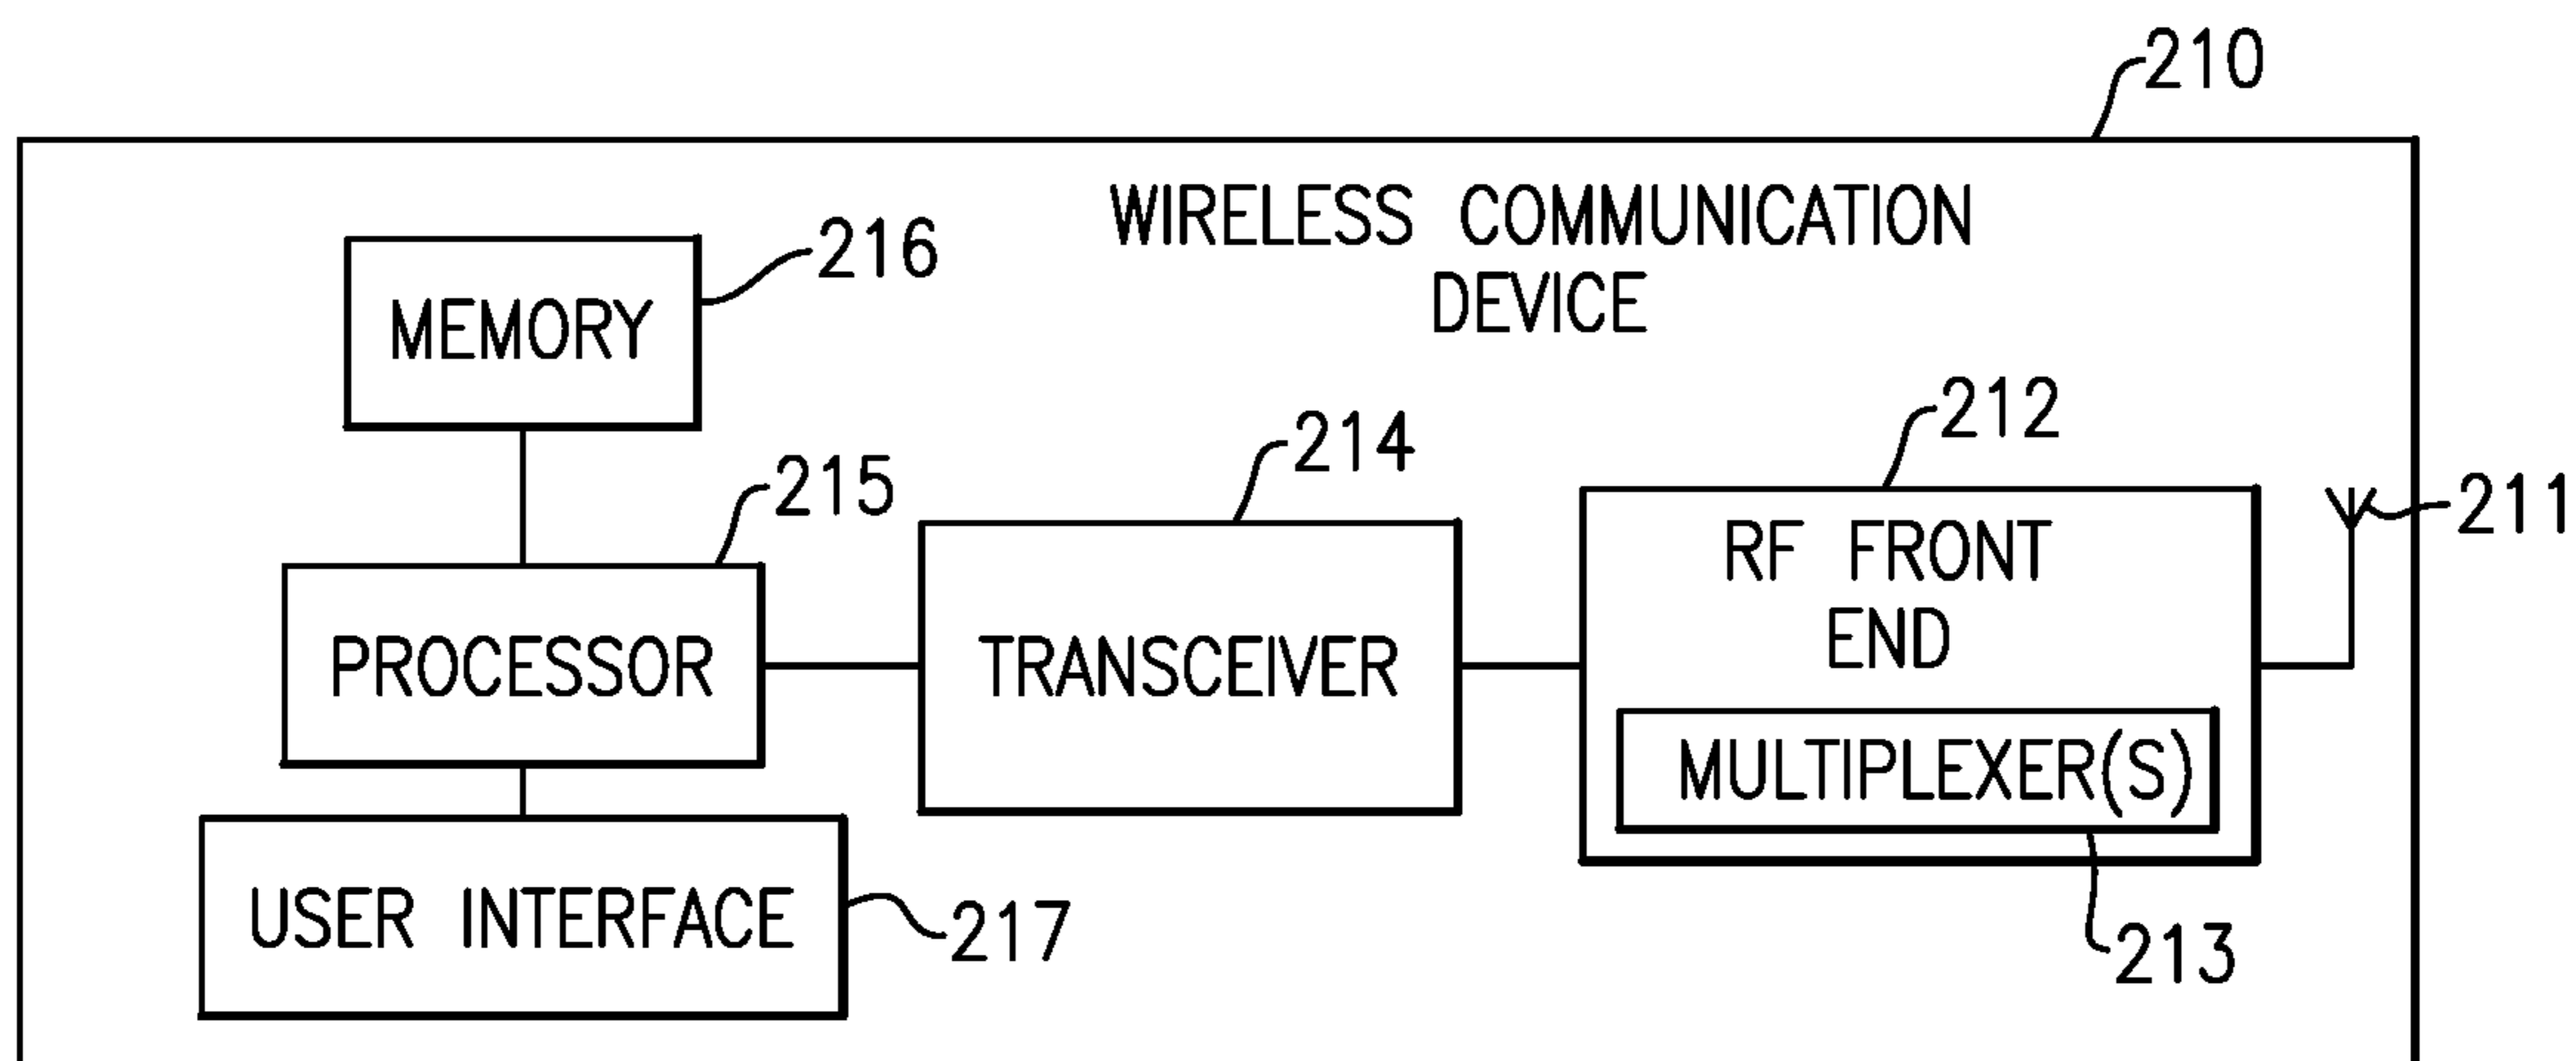 210
WIRELESS COMMUNICATION
DEVICE
216
MEMORY
212
214
215
211
RF FRONT
END
PROCESSOR
TRANSCEIVER
MULTIPLEXER(S)
USER INTERFACE
217
213